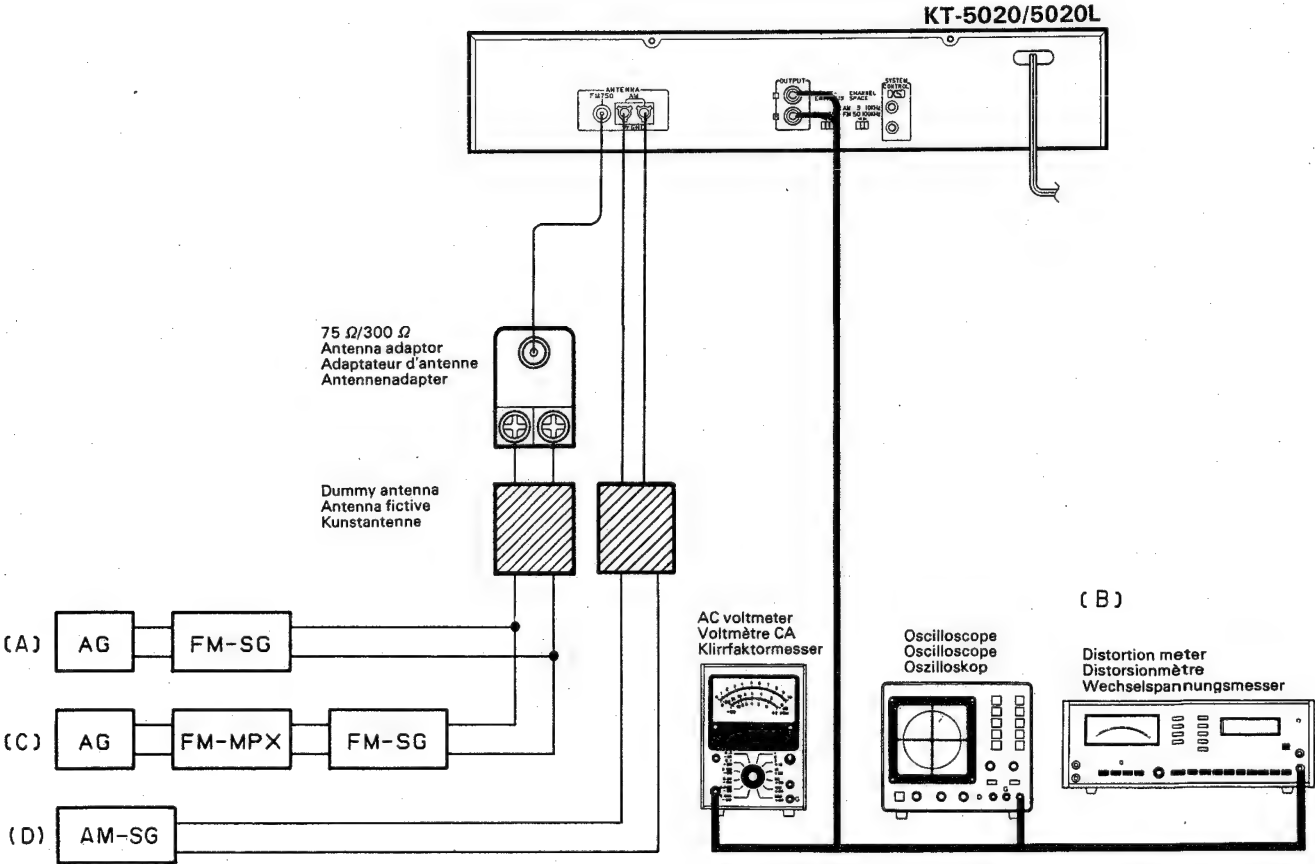 KT-5020/5020L
ANTENNA
FM75Ω AM
GND
OUTPUT
CHANNEL
SPACE
AM 9 10KHz
FM 50 100KHz
SYSTEM
CONTROL
75 Ω/300 Ω
Antenna adaptor
Adaptateur d'antenne
Antennenadapter
Dummy antenna
Antenna fictive
Kunstantenne
(A) AG FM-SG
(C) AG FM-MPX FM-SG
(D) AM-SG
AC voltmeter
Voltmètre CA
Klirrfaktormesser
Oscilloscope
Oscilloscope
Oszilloskop
(B)
Distortion meter
Distorsionmètre
Wechselspannungsmesser